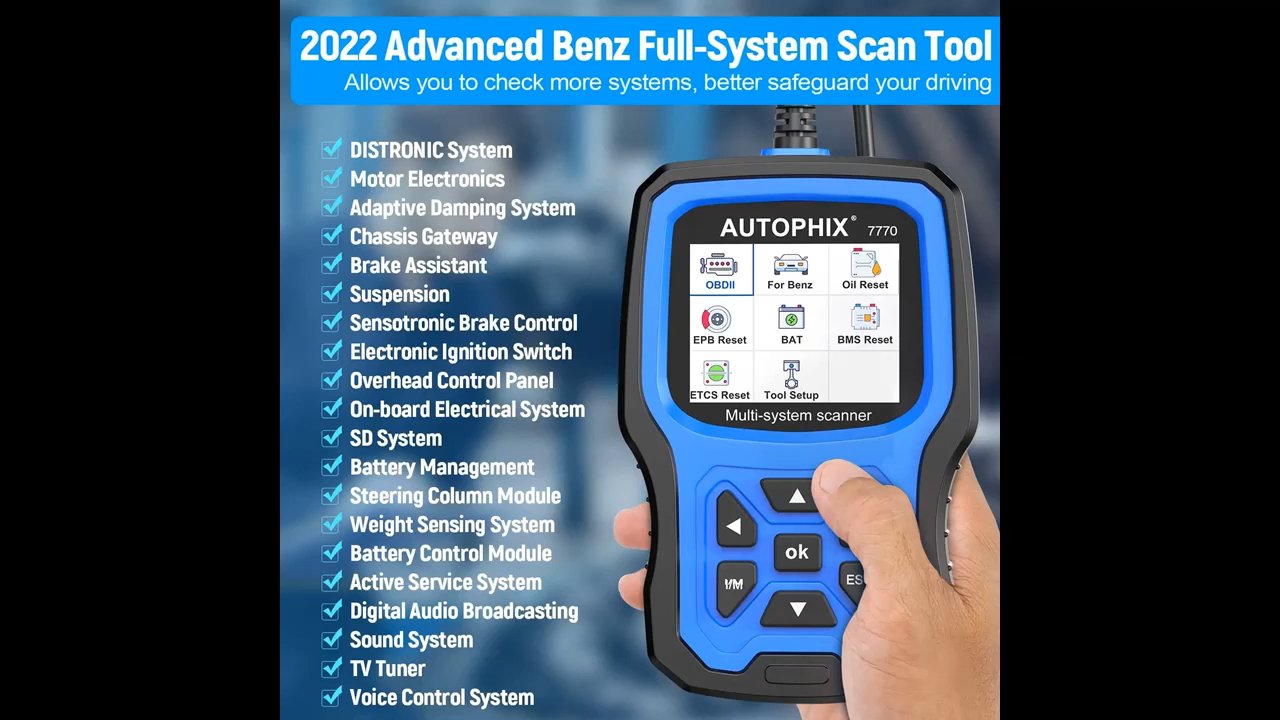 2022 Advanced Benz Full-System Scan Tool
Allows you to check more systems, better safeguard your driving
DISTRONIC System
Motor Electronics
Adaptive Damping System
Chassis Gateway
Brake Assistant
Suspension
Sensotronic Brake Control
Electronic Ignition Switch
Overhead Control Panel
On-board Electrical System
SD System
Battery Management
Steering Column Module
Weight Sensing System
Battery Control Module
Active Service System
Digital Audio Broadcasting
Sound System
TV Tuner
Voice Control System
AUTOPHIX® 7770
OBDII For Benz Oil Reset
EPB Reset BAT BMS Reset
ETCS Reset Tool Setup
Multi-system scanner
ok
I/M ES